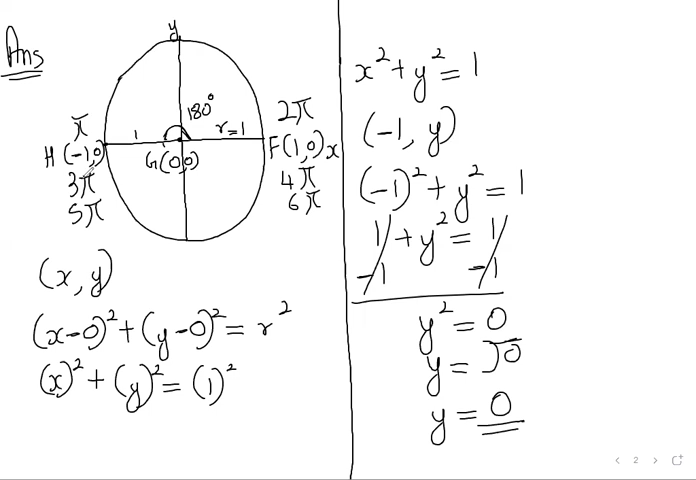 Ans
y
180°
2π
π
1
r=1
H (-1,0)
G(0,0)
F(1,0) x
3π
4π
5π
6π
(x, y)
(x-0)² + (y-0)² = r²
(x)² + (y)² = (1)²
x² + y² = 1
(-1, y)
(-1)² + y² = 1
1 + y² = 1
-1 -1
y² = 0
y = √0
y = 0
< 2 >